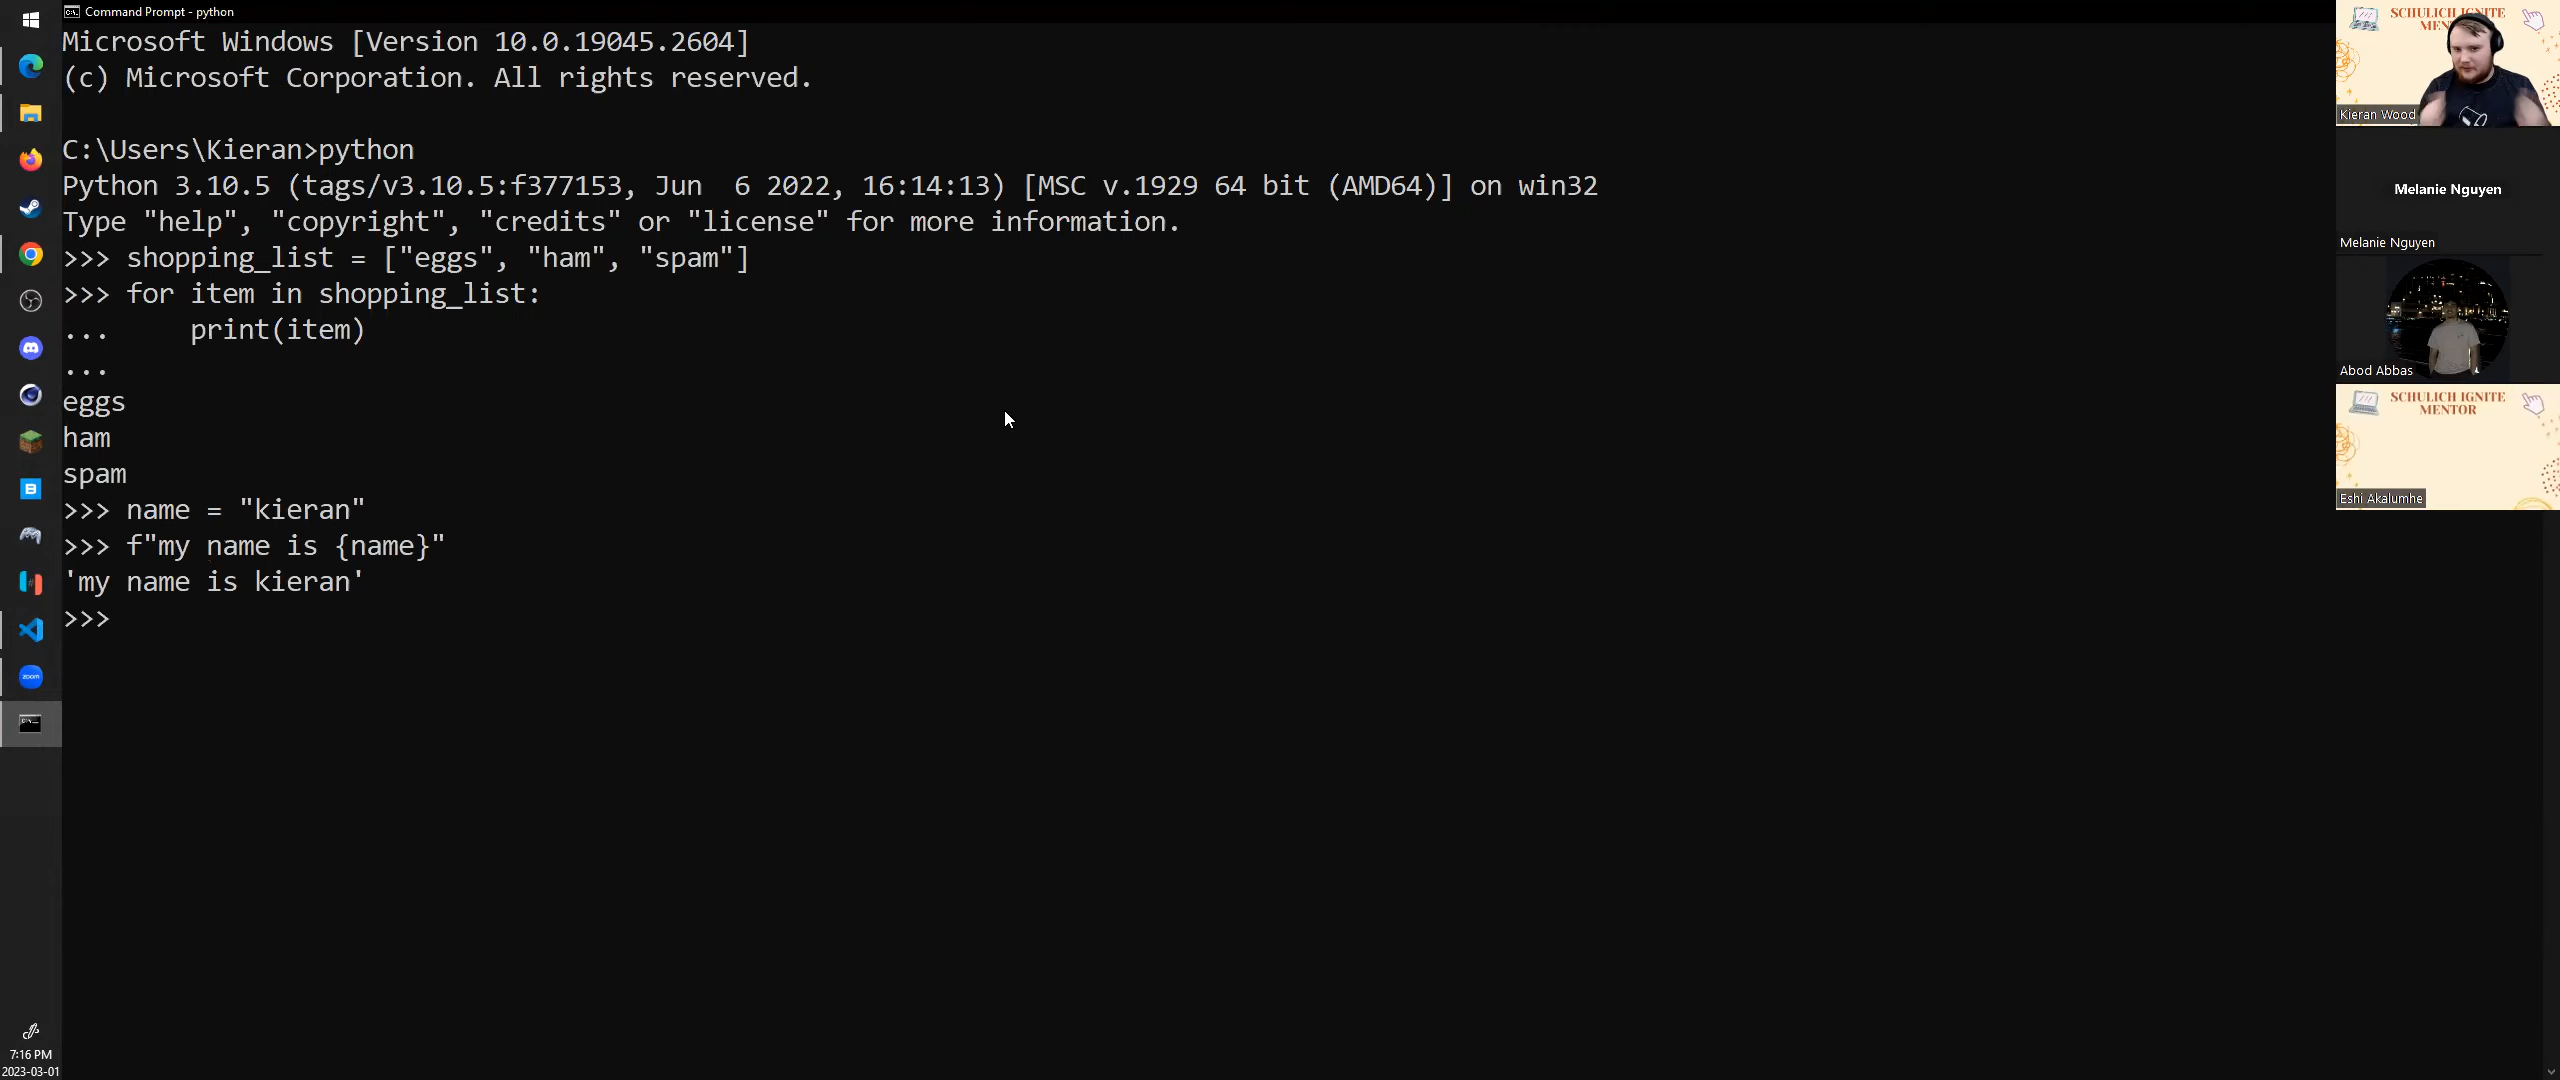 Command Prompt - python
Microsoft Windows [Version 10.0.19045.2604]
(c) Microsoft Corporation. All rights reserved.
C:\Users\Kieran>python
Python 3.10.5 (tags/v3.10.5:f377153, Jun  6 2022, 16:14:13) [MSC v.1929 64 bit (AMD64)] on win32
Type "help", "copyright", "credits" or "license" for more information.
>>> shopping_list = ["eggs", "ham", "spam"]
>>> for item in shopping_list:
...     print(item)
...
eggs
ham
spam
>>> name = "kieran"
>>> f"my name is {name}"
'my name is kieran'
>>>
zoom
7:16 PM
2023-03-01
SCHULICH IGNITE
Kieran Wood
Melanie Nguyen
Melanie Nguyen
Abod Abbas
SCHULICH IGNITE
MENTOR
Eshi Akalumhe